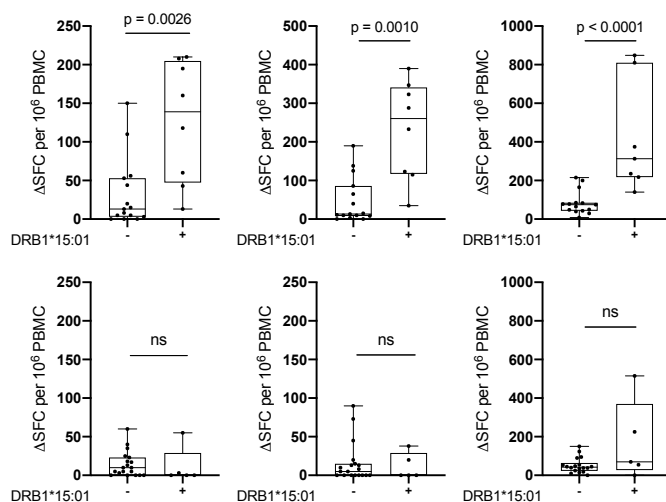 p = 0.0026
ΔSFC per 10⁶ PBMC
250
200
150
100
50
0
DRB1*15:01
-
+
p = 0.0010
ΔSFC per 10⁶ PBMC
500
400
300
200
100
0
DRB1*15:01
-
+
p < 0.0001
ΔSFC per 10⁶ PBMC
1000
800
600
400
200
0
DRB1*15:01
-
+
ns
ΔSFC per 10⁶ PBMC
250
200
150
100
50
0
DRB1*15:01
-
+
ns
ΔSFC per 10⁶ PBMC
250
200
150
100
50
0
DRB1*15:01
-
+
ns
ΔSFC per 10⁶ PBMC
1000
800
600
400
200
0
DRB1*15:01
-
+